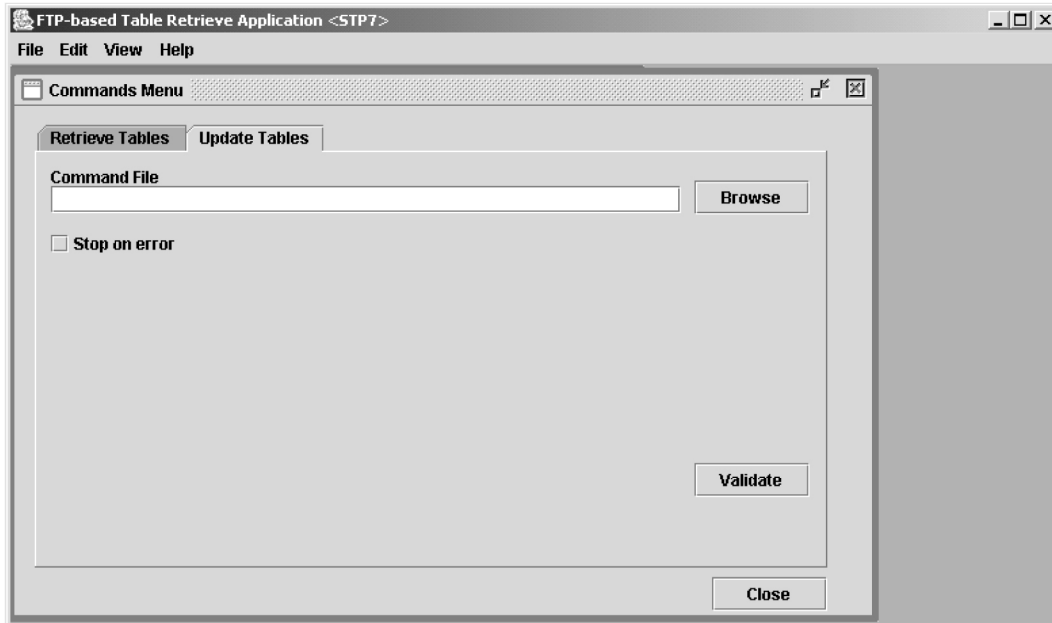 FTP-based Table Retrieve Application <STP7>
File Edit View Help
Commands Menu
Retrieve Tables Update Tables
Command File
Browse
Stop on error
Validate
Close